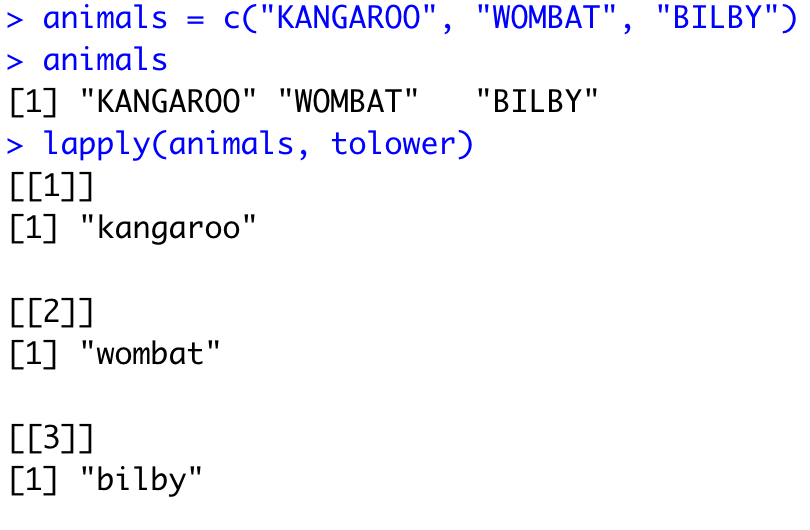 > animals = c("KANGAROO", "WOMBAT", "BILBY")
> animals
[1] "KANGAROO" "WOMBAT"   "BILBY"
> lapply(animals, tolower)
[[1]]
[1] "kangaroo"

[[2]]
[1] "wombat"

[[3]]
[1] "bilby"